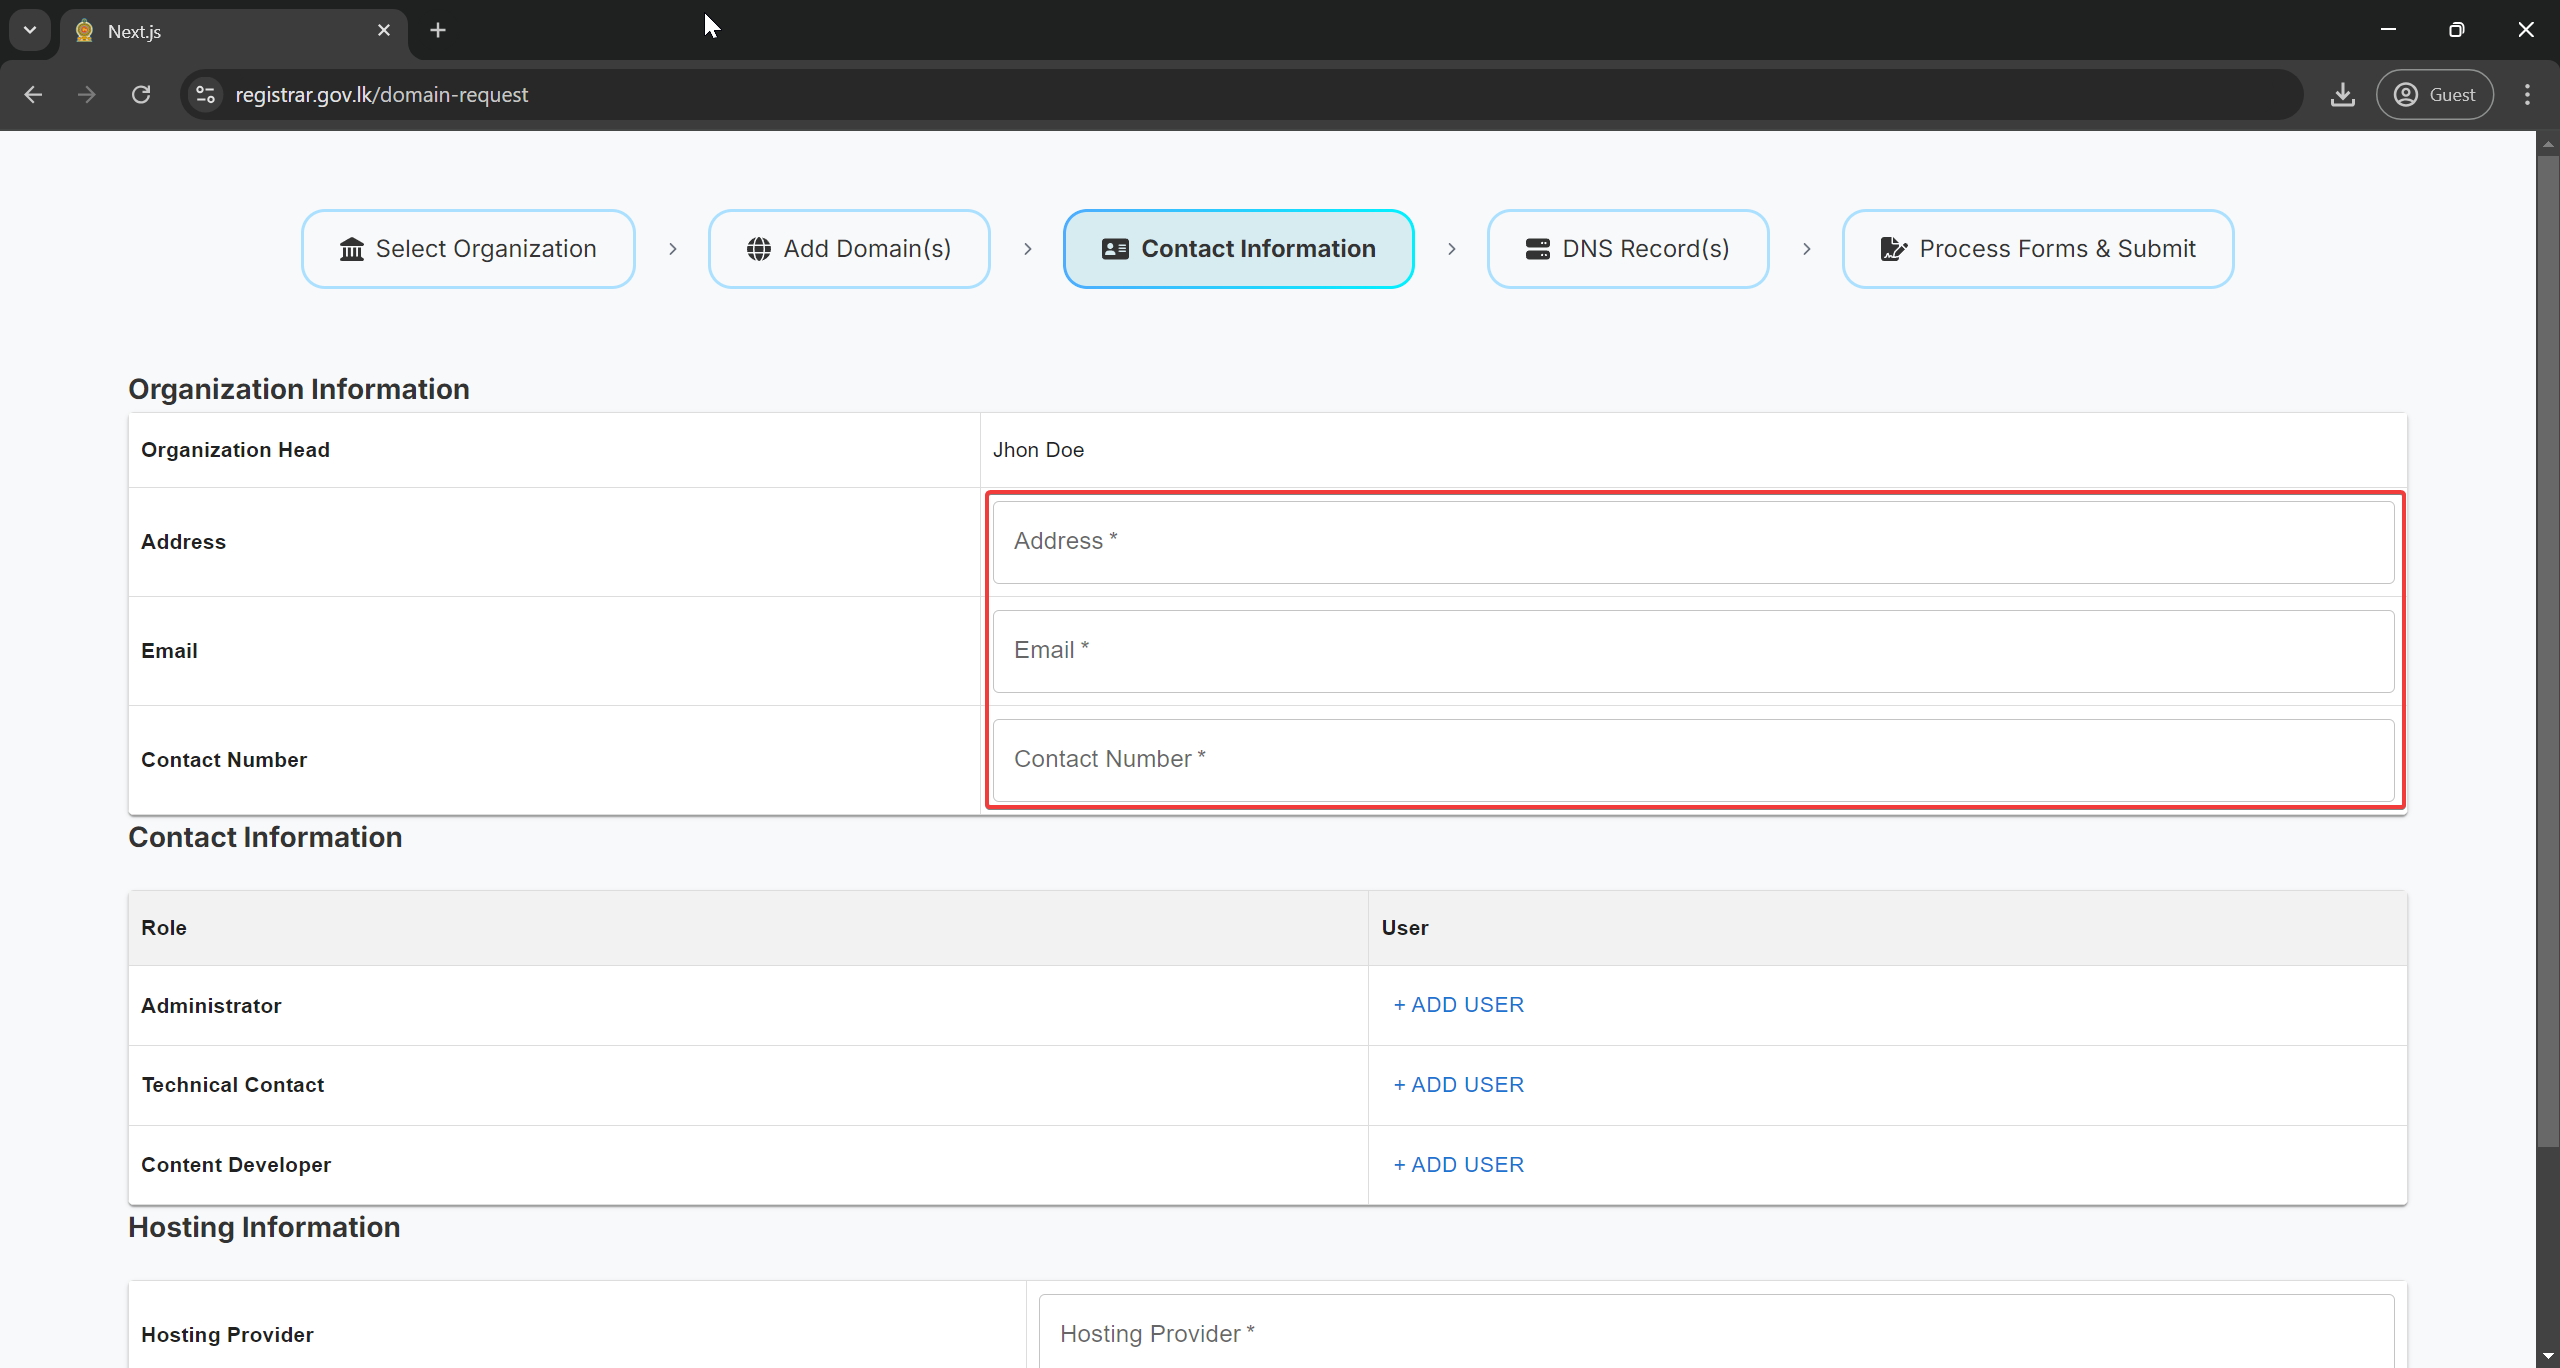 Next.js
registrar.gov.lk/domain-request
Guest
Select Organization
Add Domain(s)
Contact Information
DNS Record(s)
Process Forms & Submit
Organization Information
Organization Head
Jhon Doe
Address
Address *
Email
Email *
Contact Number
Contact Number *
Contact Information
Role
User
Administrator
+ ADD USER
Technical Contact
+ ADD USER
Content Developer
+ ADD USER
Hosting Information
Hosting Provider
Hosting Provider *